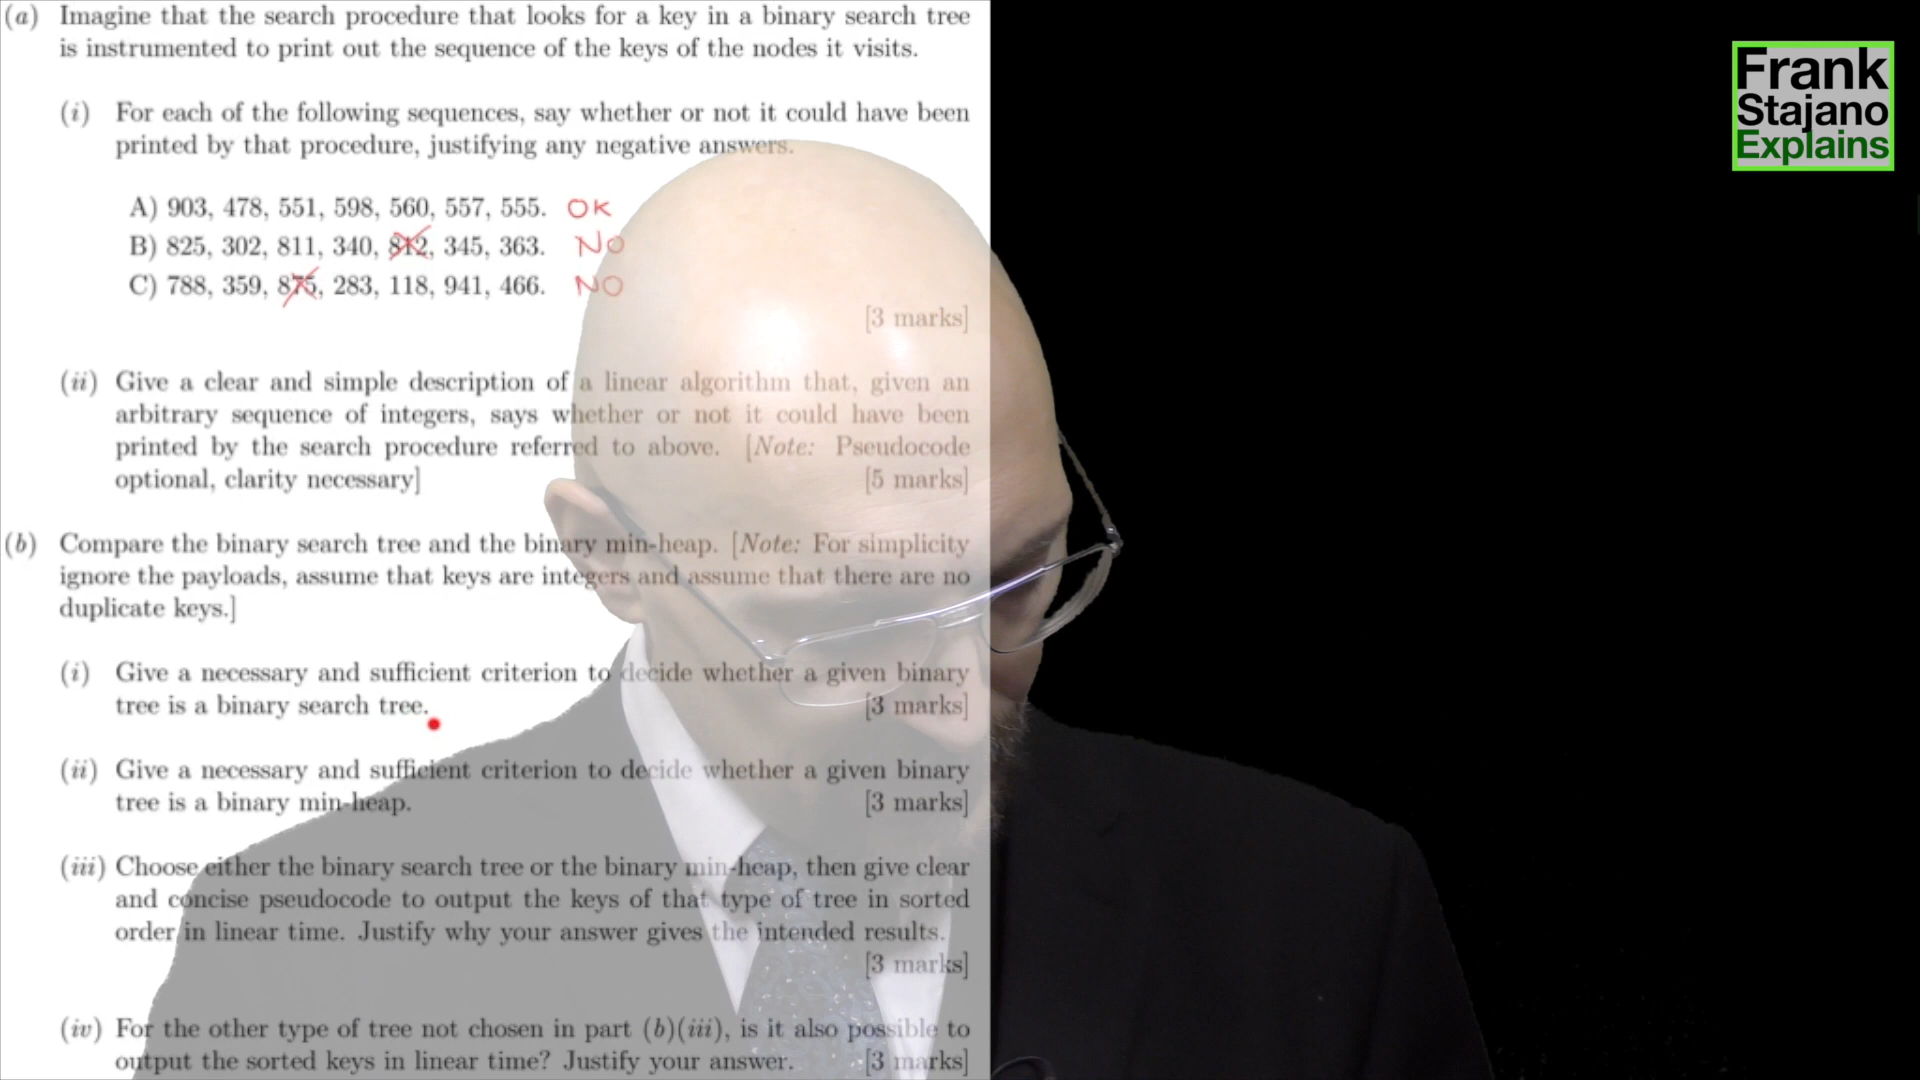 (a) Imagine that the search procedure that looks for a key in a binary search tree
is instrumented to print out the sequence of the keys of the nodes it visits.
(i) For each of the following sequences, say whether or not it could have been
printed by that procedure, justifying any negative answers.
A) 903, 478, 551, 598, 560, 557, 555. OK
B) 825, 302, 811, 340, 812, 345, 363. NO
C) 788, 359, 875, 283, 118, 941, 466. NO
[3 marks]
(ii) Give a clear and simple description of a linear algorithm that, given an
arbitrary sequence of integers, says whether or not it could have been
printed by the search procedure referred to above. [Note: Pseudocode
optional, clarity necessary] [5 marks]
(b) Compare the binary search tree and the binary min-heap. [Note: For simplicity
ignore the payloads, assume that keys are integers and assume that there are no
duplicate keys.]
(i) Give a necessary and sufficient criterion to decide whether a given binary
tree is a binary search tree. [3 marks]
(ii) Give a necessary and sufficient criterion to decide whether a given binary
tree is a binary min-heap. [3 marks]
(iii) Choose either the binary search tree or the binary min-heap, then give clear
and concise pseudocode to output the keys of that type of tree in sorted
order in linear time. Justify why your answer gives the intended results.
[3 marks]
(iv) For the other type of tree not chosen in part (b)(iii), is it also possible to
output the sorted keys in linear time? Justify your answer. [3 marks]
Frank
Stajano
Explains